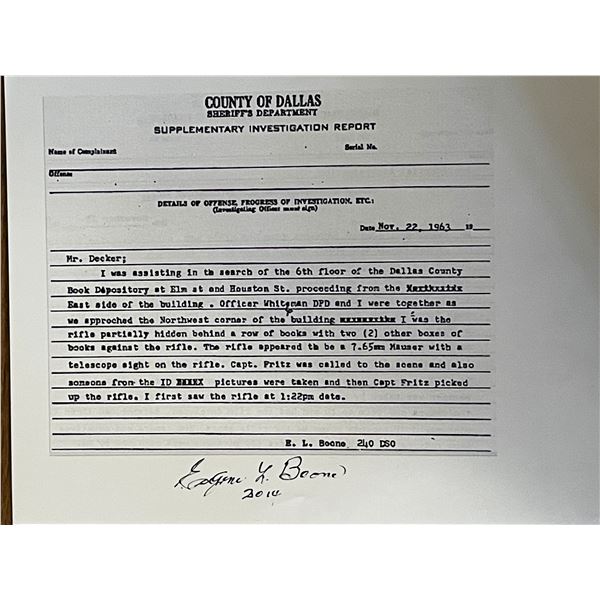 COUNTY OF DALLAS
SHERIFF'S DEPARTMENT
SUPPLEMENTARY INVESTIGATION REPORT
Name of Complainant Serial No.
Offense
DETAILS OF OFFENSE, PROGRESS OF INVESTIGATION, ETC.:
(Investigating Officer must sign)
Date Nov. 22, 1963 19
Mr. Decker;
I was assisting in th search of the 6th floor of the Dallas County
Book Dépository at Elm st and Houston St. proceeding from the
East side of the building . Officer Whiteman DPD and I were together as
we approched the Northwest corner of the building I was the
rifle partially hidden behind a row of books with two (2) other boxes of
books against the rifle. The rifle appeared tb be a 7.65mm Mauser with a
telescope sight on the rifle. Capt. Fritz was called to the scene and also
someone from the ID pictures were taken and then Capt Fritz picked
up the rifle. I first saw the rifle at 1:22pm date.
E. L. Boone 240 DSO
Eugene L. Boone
2014